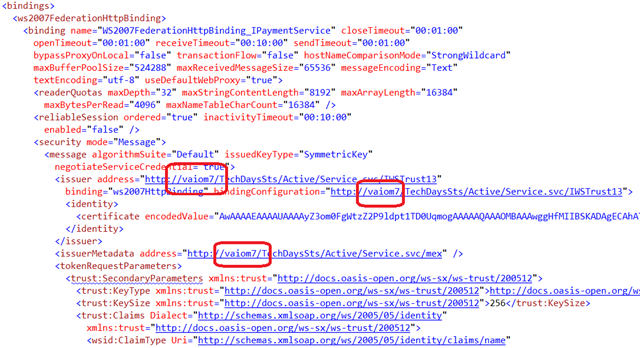 <bindings>
<ws2007FederationHttpBinding>
<binding name="WS2007FederationHttpBinding_IPaymentService" closeTimeout="00:01:00"
openTimeout="00:01:00" receiveTimeout="00:10:00" sendTimeout="00:01:00"
bypassProxyOnLocal="false" transactionFlow="false" hostNameComparisonMode="StrongWildcard"
maxBufferPoolSize="524288" maxReceivedMessageSize="65536" messageEncoding="Text"
textEncoding="utf-8" useDefaultWebProxy="true">
<readerQuotas maxDepth="32" maxStringContentLength="8192" maxArrayLength="16384"
maxBytesPerRead="4096" maxNameTableCharCount="16384" />
<reliableSession ordered="true" inactivityTimeout="00:10:00"
enabled="false" />
<security mode="Message">
<message algorithmSuite="Default" issuedKeyType="SymmetricKey"
negotiateServiceCredential="true">
<issuer address="http://vaiom7/TechDaysSts/Active/Service.svc/IWSTrust13"
binding="ws2007HttpBinding" bindingConfiguration="http://vaiom7/TechDaysSts/Active/Service.svc/IWSTrust13">
<identity>
<certificate encodedValue="AwAAAAEAAAAUAAAAyZ3om0FgWtzZ2P9ldpt1TD0UqmogAAAAAQAAAOMBAAAwggHfMIIBSKADAgECAhA
</identity>
</issuer>
<issuerMetadata address="http://vaiom7/TechDaysSts/Active/Service.svc/mex" />
<tokenRequestParameters>
<trust:SecondaryParameters xmlns:trust="http://docs.oasis-open.org/ws-sx/ws-trust/200512">
<trust:KeyType xmlns:trust="http://docs.oasis-open.org/ws-sx/ws-trust/200512">http://docs.oasis-open.o
<trust:KeySize xmlns:trust="http://docs.oasis-open.org/ws-sx/ws-trust/200512">256</trust:KeySize>
<trust:Claims Dialect="http://schemas.xmlsoap.org/ws/2005/05/identity"
xmlns:trust="http://docs.oasis-open.org/ws-sx/ws-trust/200512">
<wsid:ClaimType Uri="http://schemas.xmlsoap.org/ws/2005/05/identity/claims/name"